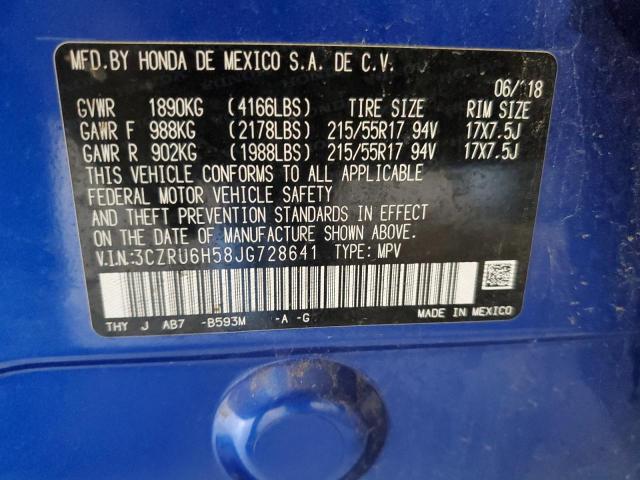 MFD.BY HONDA DE MEXICO S.A. DE C.V.
06/18
GVWR 1890KG (4166LBS) TIRE SIZE RIM SIZE
GAWR F 988KG (2178LBS) 215/55R17 94V 17X7.5J
GAWR R 902KG (1988LBS) 215/55R17 94V 17X7.5J
THIS VEHICLE CONFORMS TO ALL APPLICABLE
FEDERAL MOTOR VEHICLE SAFETY
AND THEFT PREVENTION STANDARDS IN EFFECT
ON THE DATE OF MANUFACTURE SHOWN ABOVE.
V.I.N:3CZRU6H58JG728641 TYPE: MPV
THY J AB7 -B593M -A -G
MADE IN MEXICO